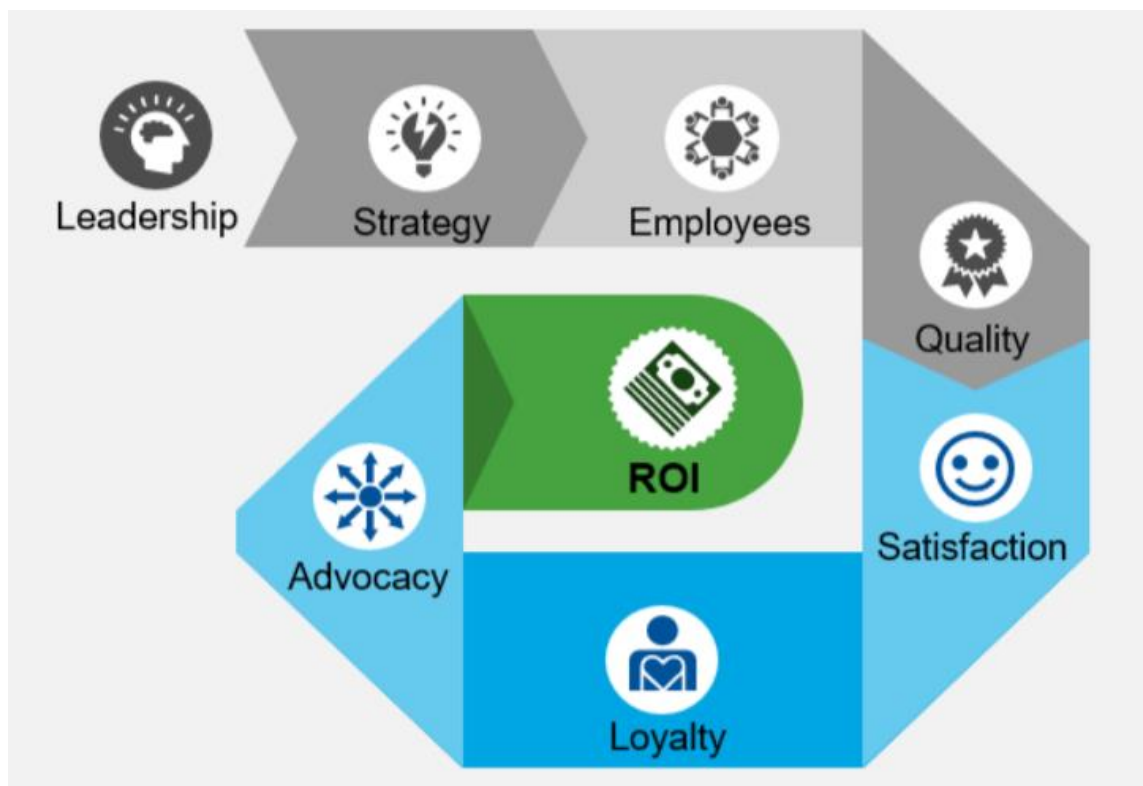 Leadership
Strategy
Employees
Quality
Satisfaction
Loyalty
Advocacy
ROI